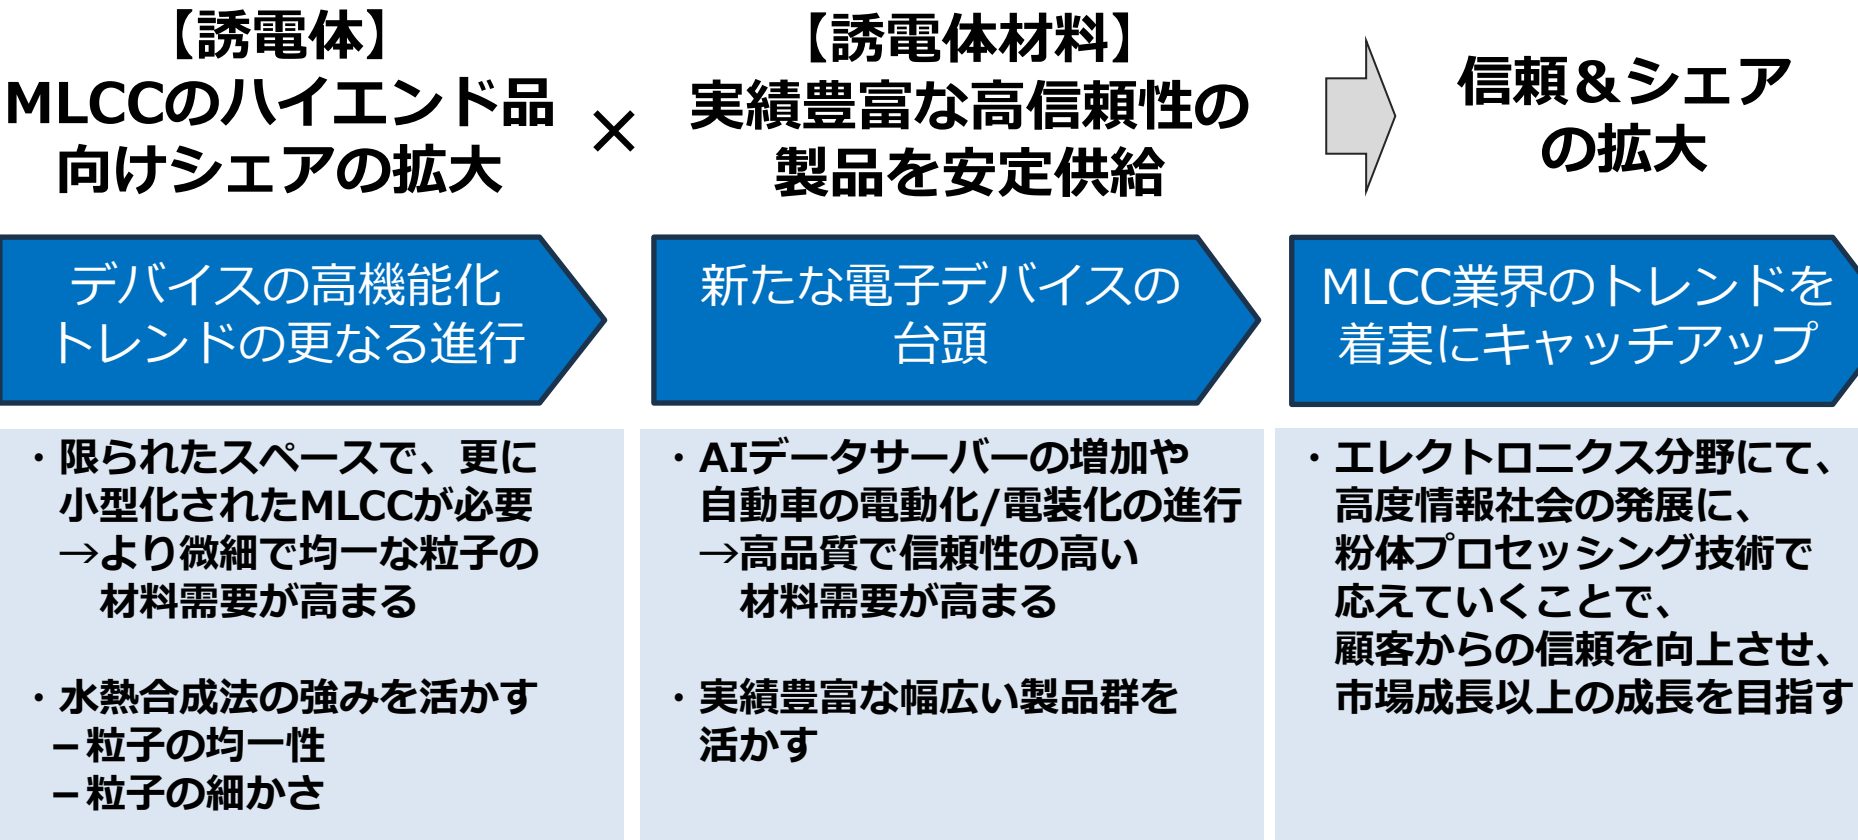 【誘電体】
MLCCのハイエンド品
向けシェアの拡大
×
【誘電体材料】
実績豊富な高信頼性の
製品を安定供給
信頼＆シェア
の拡大
デバイスの高機能化
トレンドの更なる進行
新たな電子デバイスの
台頭
MLCC業界のトレンドを
着実にキャッチアップ
・限られたスペースで、更に
小型化されたMLCCが必要
→より微細で均一な粒子の
材料需要が高まる
・水熱合成法の強みを活かす
－粒子の均一性
－粒子の細かさ
・AIデータサーバーの増加や
自動車の電動化/電装化の進行
→高品質で信頼性の高い
材料需要が高まる
・実績豊富な幅広い製品群を
活かす
・エレクトロニクス分野にて、
高度情報社会の発展に、
粉体プロセッシング技術で
応えていくことで、
顧客からの信頼を向上させ、
市場成長以上の成長を目指す